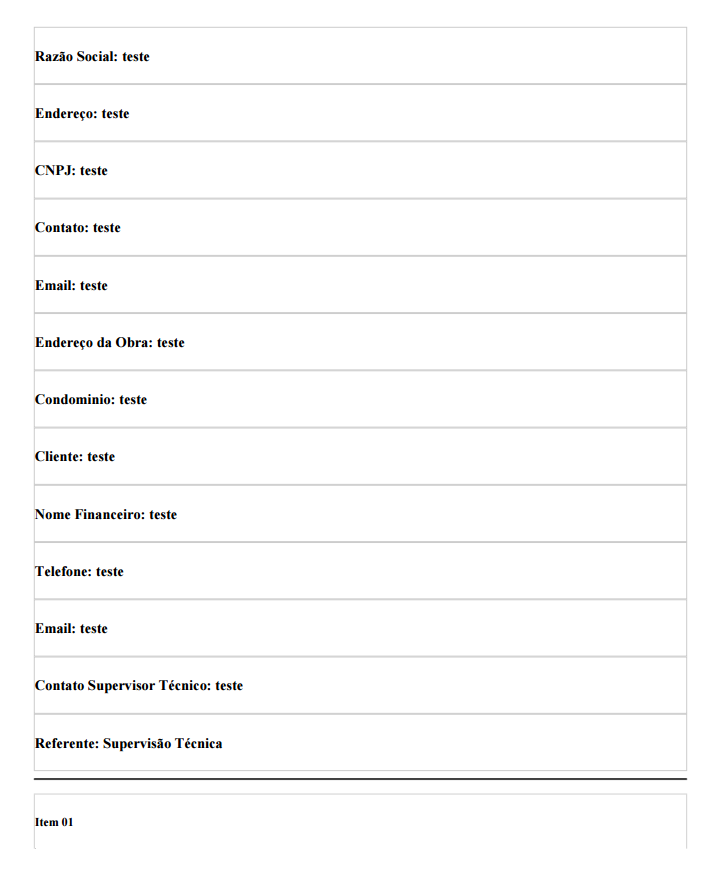 Razão Social: teste
Endereço: teste
CNPJ: teste
Contato: teste
Email: teste
Endereço da Obra: teste
Condominio: teste
Cliente: teste
Nome Financeiro: teste
Telefone: teste
Email: teste
Contato Supervisor Técnico: teste
Referente: Supervisão Técnica
Item 01